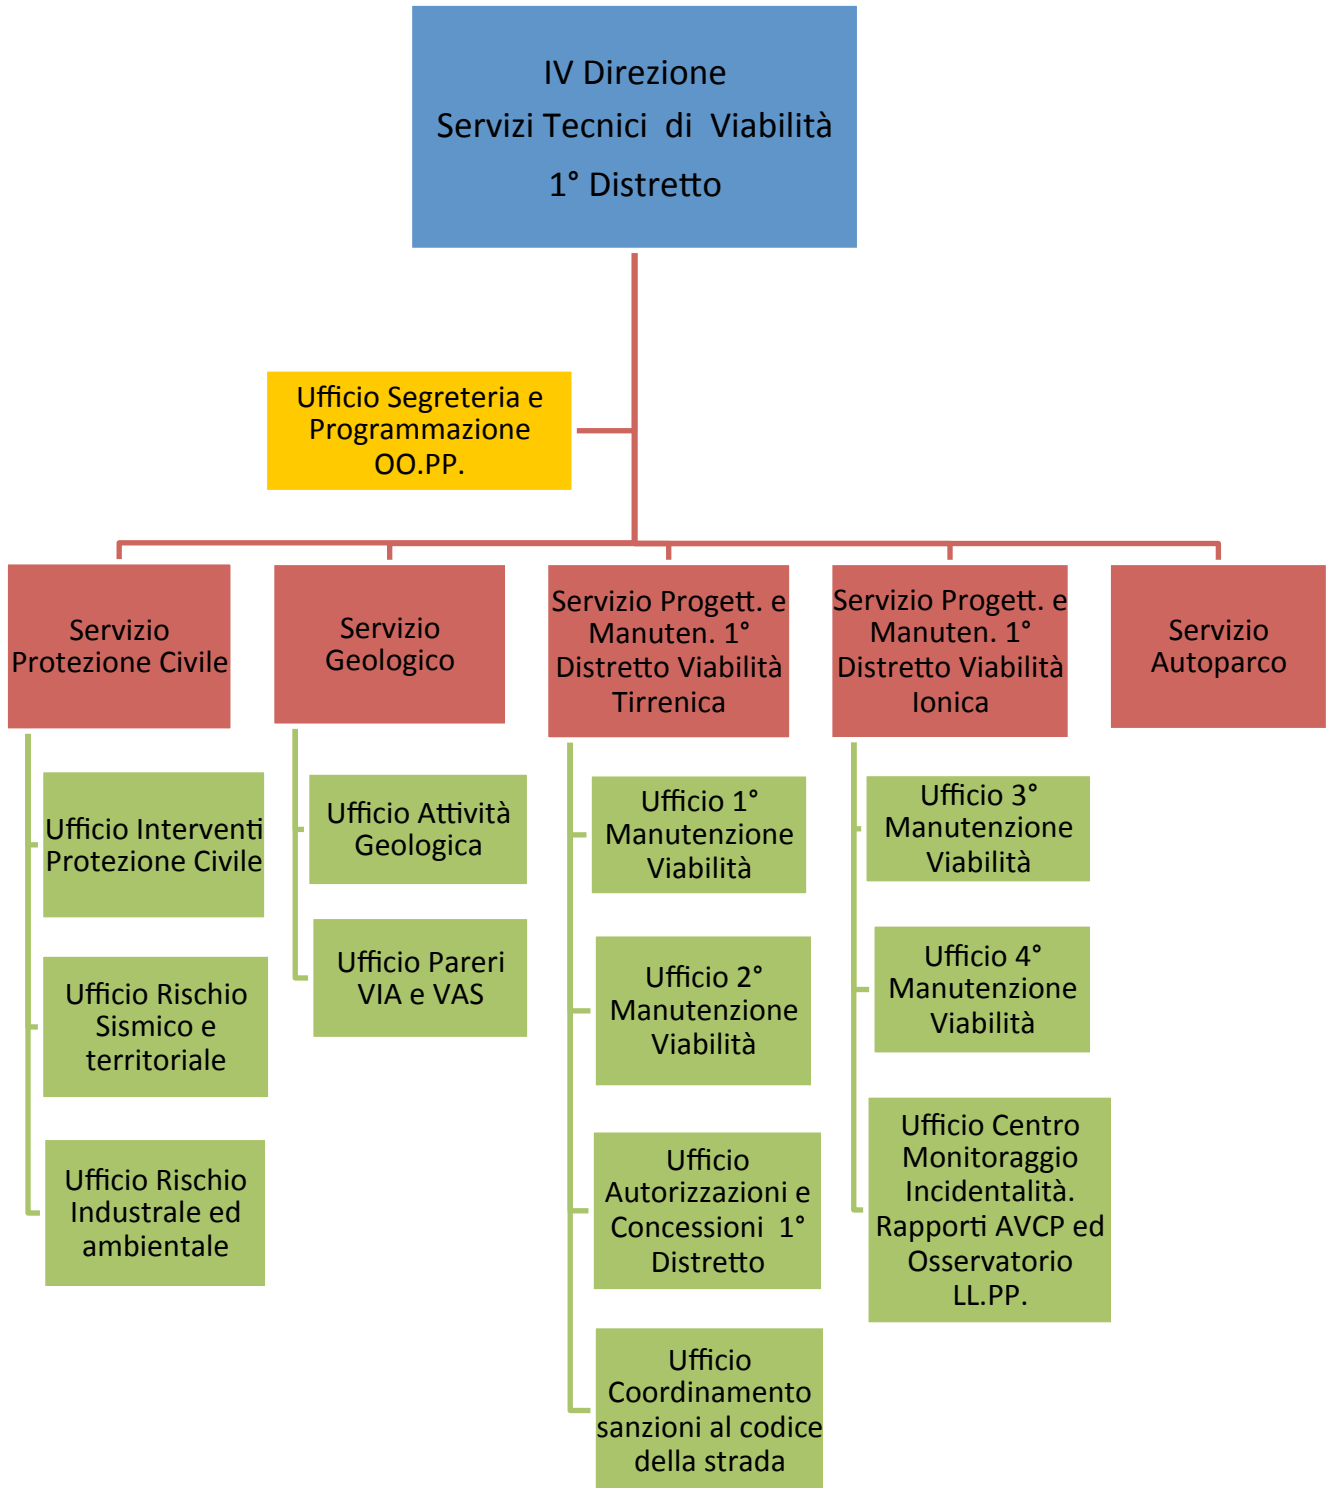 IV Direzione
Servizi Tecnici di Viabilità
1° Distretto
Ufficio Segreteria e
Programmazione
OO.PP.
Servizio
Protezione Civile
Servizio
Geologico
Servizio Progett. e
Manuten. 1°
Distretto Viabilità
Tirrenica
Servizio Progett. e
Manuten. 1°
Distretto Viabilità
Ionica
Servizio
Autoparco
Ufficio Interventi
Protezione Civile
Ufficio Rischio
Sismico e
territoriale
Ufficio Rischio
Industrale ed
ambientale
Ufficio Attività
Geologica
Ufficio Pareri
VIA e VAS
Ufficio 1°
Manutenzione
Viabilità
Ufficio 2°
Manutenzione
Viabilità
Ufficio
Autorizzazioni e
Concessioni 1°
Distretto
Ufficio
Coordinamento
sanzioni al codice
della strada
Ufficio 3°
Manutenzione
Viabilità
Ufficio 4°
Manutenzione
Viabilità
Ufficio Centro
Monitoraggio
Incidentalità.
Rapporti AVCP ed
Osservatorio
LL.PP.